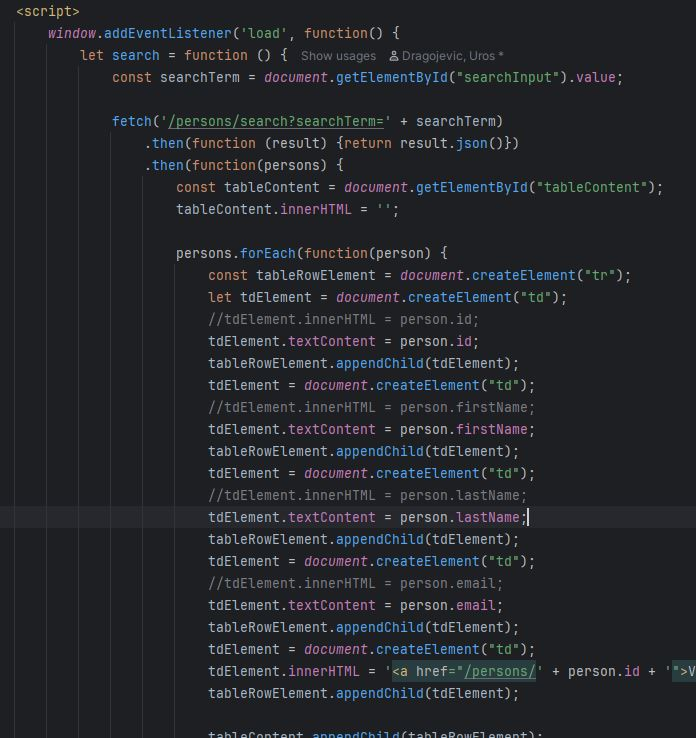 <script>
window.addEventListener('load', function() {
let search = function () { Show usages Dragojevic, Uros *
const searchTerm = document.getElementById("searchInput").value;
fetch('/persons/search?searchTerm=' + searchTerm)
.then(function (result) {return result.json()})
.then(function(persons) {
const tableContent = document.getElementById("tableContent");
tableContent.innerHTML = '';
persons.forEach(function(person) {
const tableRowElement = document.createElement("tr");
let tdElement = document.createElement("td");
//tdElement.innerHTML = person.id;
tdElement.textContent = person.id;
tableRowElement.appendChild(tdElement);
tdElement = document.createElement("td");
//tdElement.innerHTML = person.firstName;
tdElement.textContent = person.firstName;
tableRowElement.appendChild(tdElement);
tdElement = document.createElement("td");
//tdElement.innerHTML = person.lastName;
tdElement.textContent = person.lastName;
tableRowElement.appendChild(tdElement);
tdElement = document.createElement("td");
//tdElement.innerHTML = person.email;
tdElement.textContent = person.email;
tableRowElement.appendChild(tdElement);
tdElement = document.createElement("td");
tdElement.innerHTML = '<a href="/persons/' + person.id + '">V
tableRowElement.appendChild(tdElement);
tableContent.appendChild(tableRowElement);